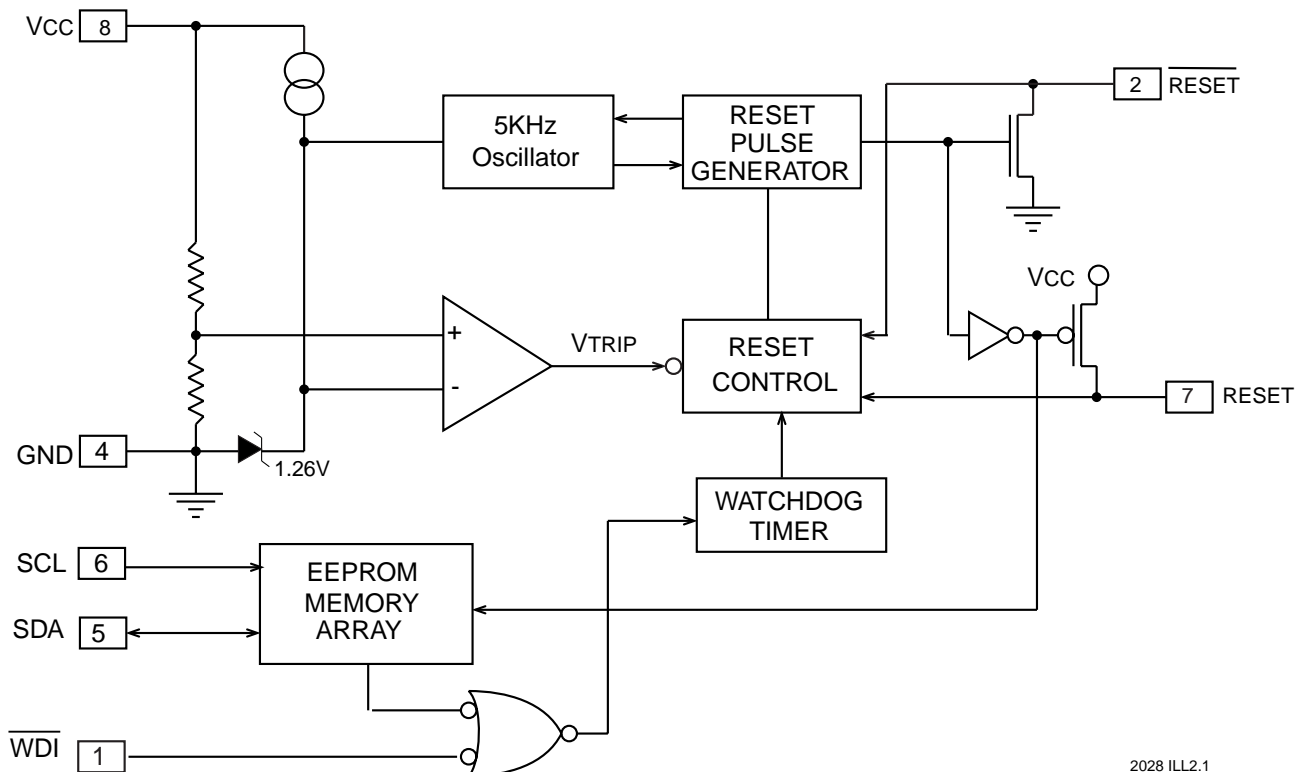 VCC 8
2 RESET
5KHz
Oscillator
RESET
PULSE
GENERATOR
VCC
+
-
VTRIP
RESET
CONTROL
7 RESET
GND 4
1.26V
WATCHDOG
TIMER
SCL 6
EEPROM
MEMORY
ARRAY
SDA 5
WDI 1
2028 ILL2.1